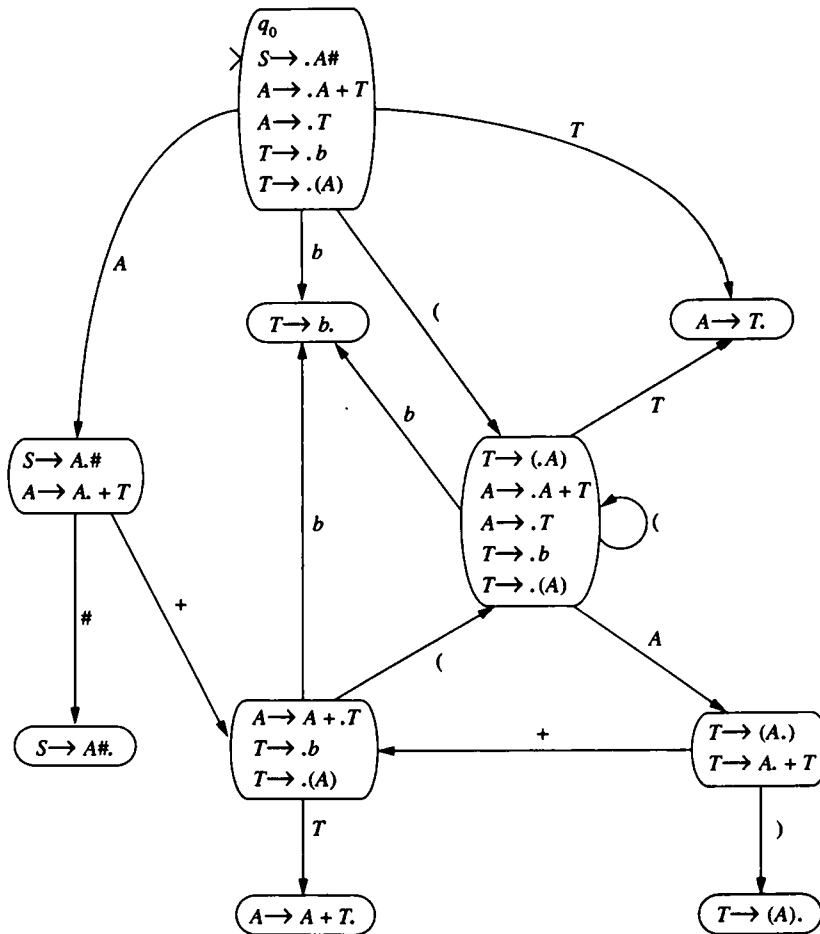 q₀
S → . A#
A → . A + T
A → . T
T → . b
T → . (A)
T
A
b
(
T → b.
A → T.
b
T
S → A.#
A → A. + T
T → (. A)
A → . A + T
A → . T
T → . b
T → . (A)
(
b
#
+
(
A
A → A + . T
T → .b
T → . (A)
+
T → (A.)
T → A. + T
S → A#.
T
)
A → A + T.
T → (A).